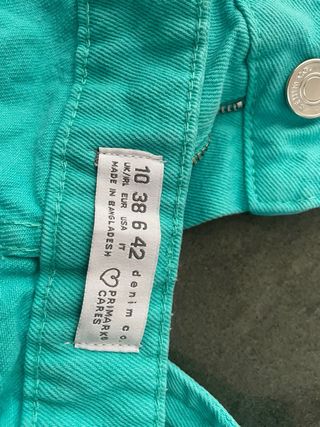 10 38 6 42
UK/IRL EUR USA IT
MADE IN BANGLADESH
denim co.
PRIMARK®
CARES